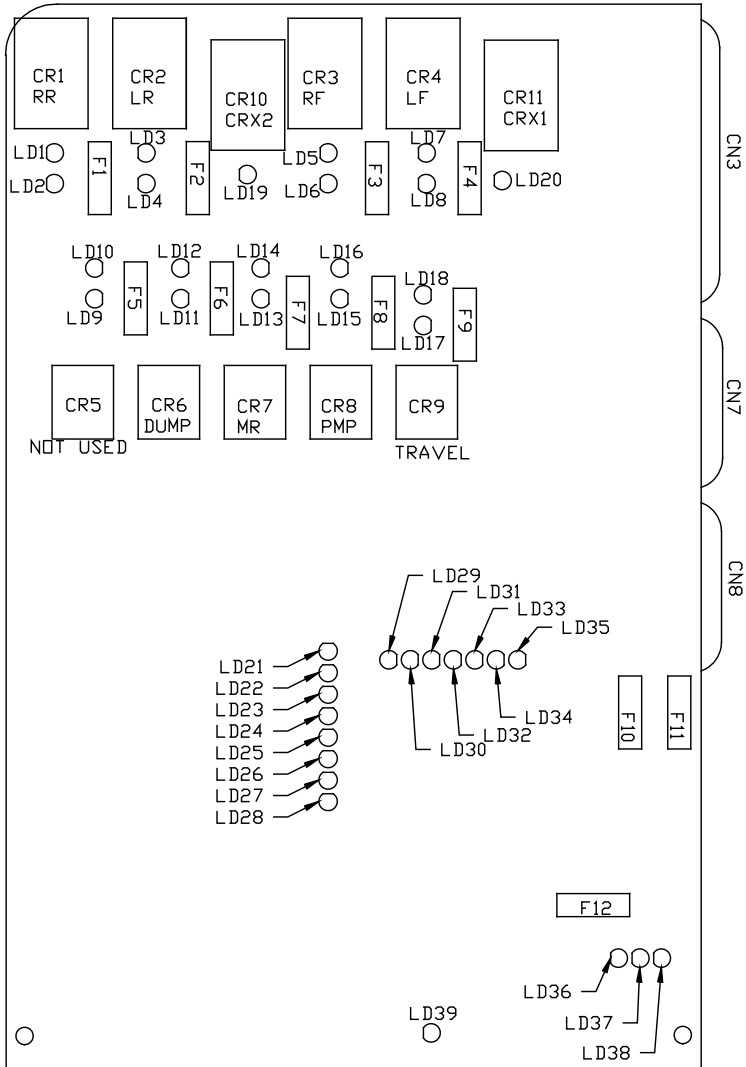 CR1
RR
CR2
LR
CR10
CRX2
CR3
RF
CR4
LF
CR11
CRX1
CN3
LD1
LD2
F1
LD3
LD4
F2
LD19
LD5
LD6
F3
LD7
LD8
F4
LD20
LD10
LD9
F5
LD12
LD11
F6
LD14
LD13
F7
LD16
LD15
F8
LD18
LD17
F9
CN7
CR5
NOT USED
CR6
DUMP
CR7
MR
CR8
PMP
CR9
TRAVEL
CN8
LD29
LD31
LD33
LD35
LD21
LD22
LD23
LD24
LD25
LD26
LD27
LD28
LD30
LD32
LD34
F10
F11
F12
LD36
LD37
LD38
LD39